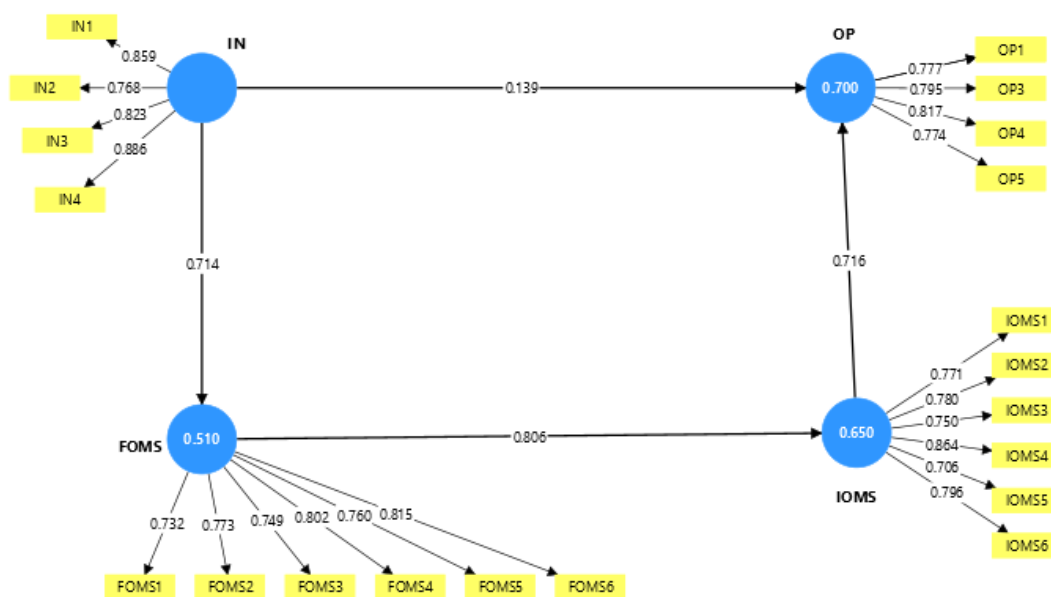 IN1
IN
OP
OP1
0.859
0.777
IN2
0.768
0.139
0.700
0.795
OP3
0.823
0.817
IN3
0.774
OP4
0.886
OP5
IN4
0.714
0.716
IOMS1
0.771
IOMS2
0.780
0.750
IOMS3
FOMS
0.510
0.806
0.650
0.864
IOMS4
0.706
0.796
IOMS
IOMS5
0.732
0.773
0.749
0.802
0.760
0.815
IOMS6
FOMS1
FOMS2
FOMS3
FOMS4
FOMS5
FOMS6